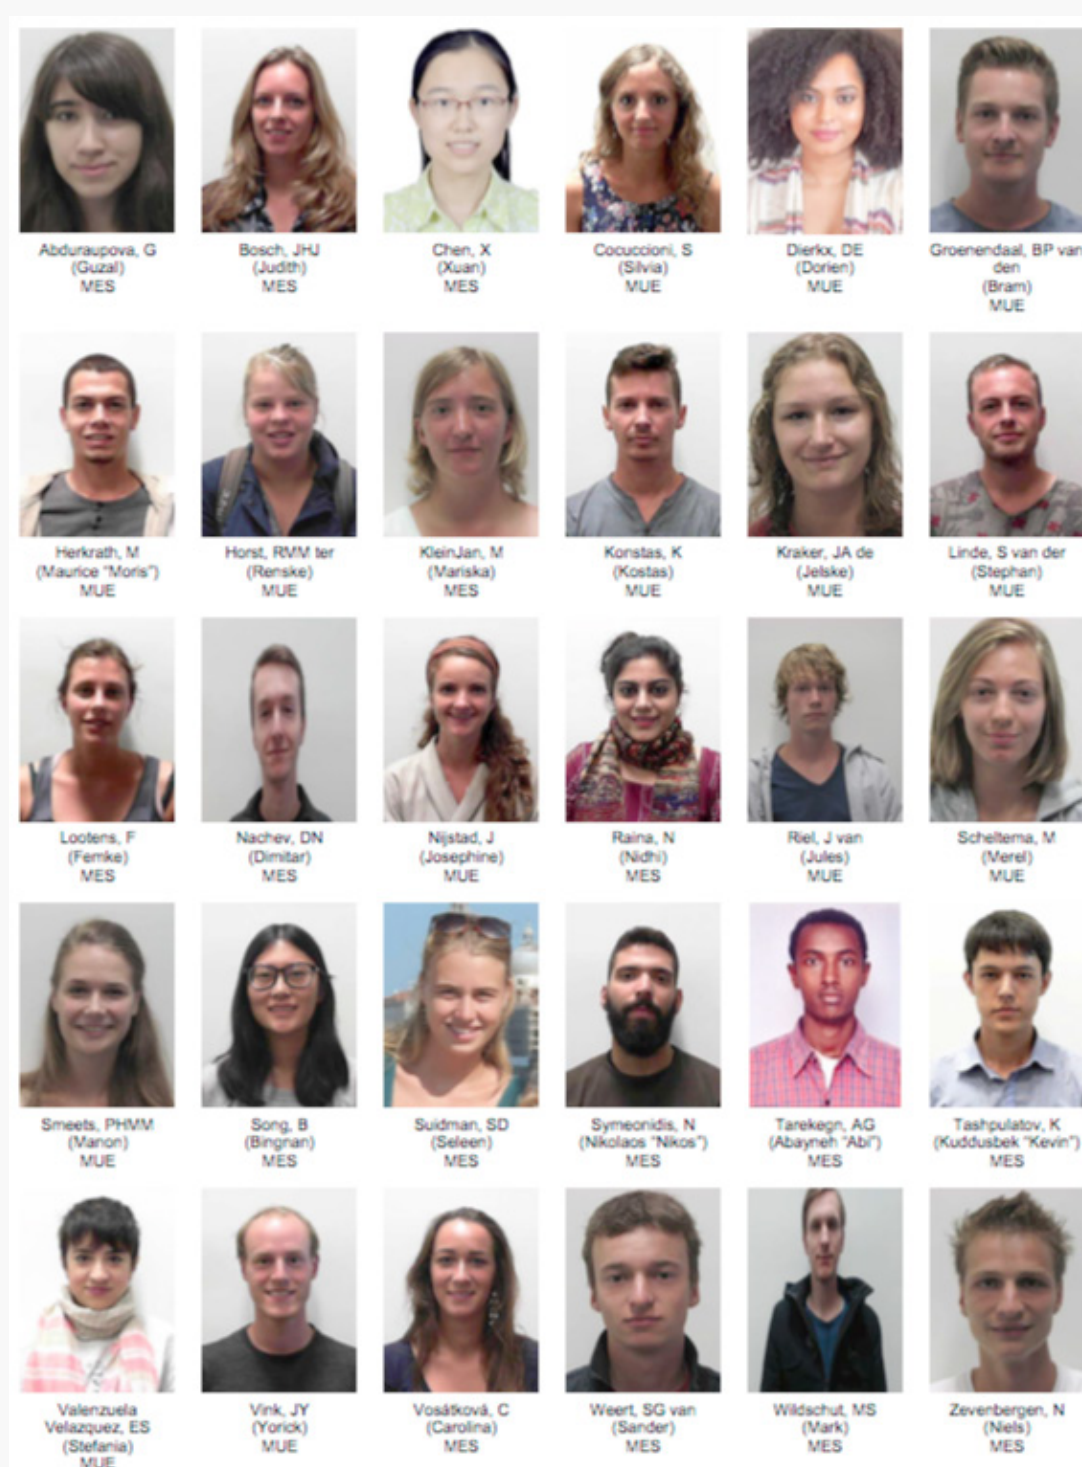 Abduraupova, G
(Guzal)
MES
Bosch, JHJ
(Judith)
MES
Chen, X
(Xuan)
MES
Cocuccioni, S
(Silvia)
MUE
Dierkx, DE
(Dorien)
MUE
Groenendaal, BP van
den
(Bram)
MUE
Herkrath, M
(Maurice "Moris")
MUE
Horst, RMM ter
(Renske)
MUE
KleinJan, M
(Mariska)
MES
Konstas, K
(Kostas)
MUE
Kraker, JA de
(Jelske)
MUE
Linde, S van der
(Stephan)
MUE
Lootens, F
(Femke)
MES
Nachev, DN
(Dimitar)
MES
Nijstad, J
(Josephine)
MUE
Raina, N
(Nidhi)
MES
Riel, J van
(Jules)
MUE
Scheltema, M
(Merel)
MUE
Smeets, PHMM
(Manon)
MUE
Song, B
(Bingnan)
MES
Suidman, SD
(Seleen)
MES
Symeonidis, N
(Nikolaos "Nikos")
MES
Tarekegn, AG
(Abayneh "Abi")
MES
Tashpulatov, K
(Kuddusbek "Kevin")
MES
Valenzuela
Velazquez, ES
(Stefania)
MUE
Vink, JY
(Yorick)
MUE
Vosátková, C
(Carolina)
MES
Weert, SG van
(Sander)
MES
Wildschut, MS
(Mark)
MES
Zevenbergen, N
(Niels)
MES